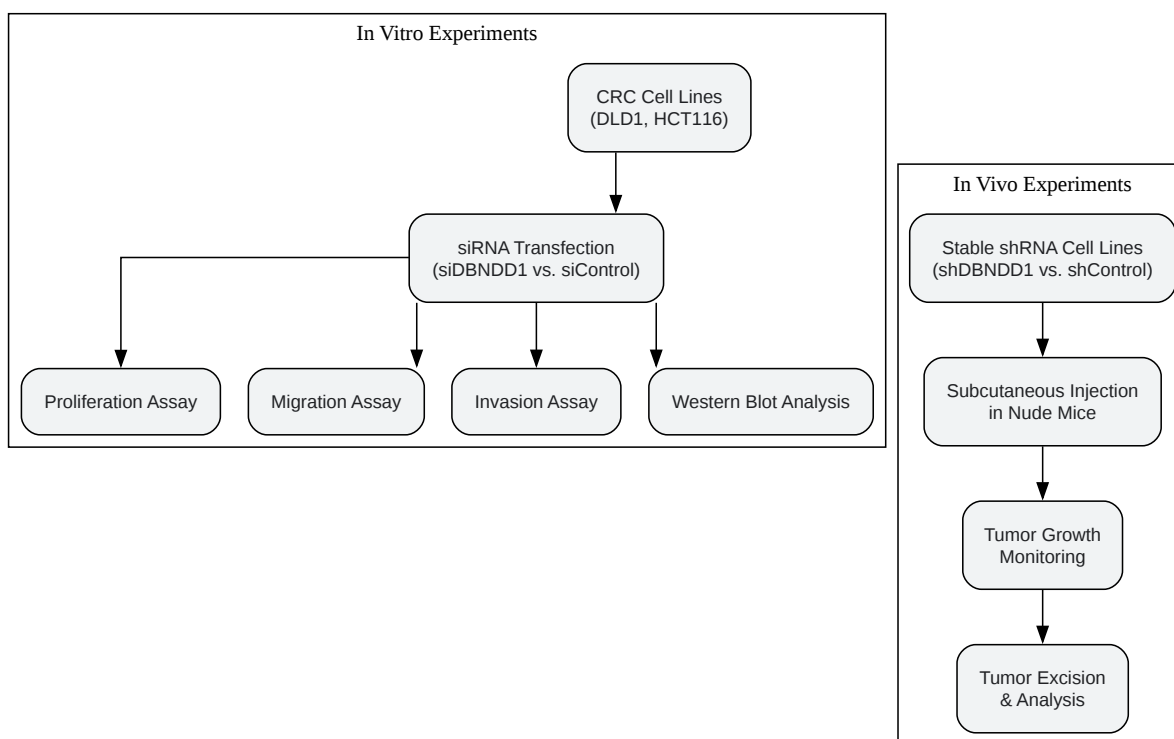 In Vitro Experiments
CRC Cell Lines
(DLD1, HCT116)
siRNA Transfection
(siDBNDD1 vs. siControl)
Proliferation Assay
Migration Assay
Invasion Assay
Western Blot Analysis
In Vivo Experiments
Stable shRNA Cell Lines
(shDBNDD1 vs. shControl)
Subcutaneous Injection
in Nude Mice
Tumor Growth
Monitoring
Tumor Excision
& Analysis